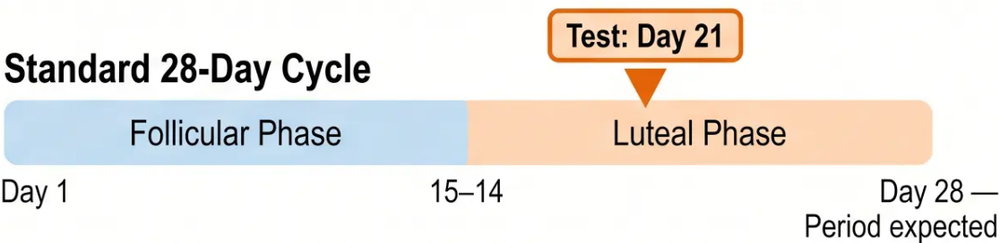 Test: Day 21
Standard 28-Day Cycle
Follicular Phase
Luteal Phase
Day 1
15–14
Day 28 —
Period expected